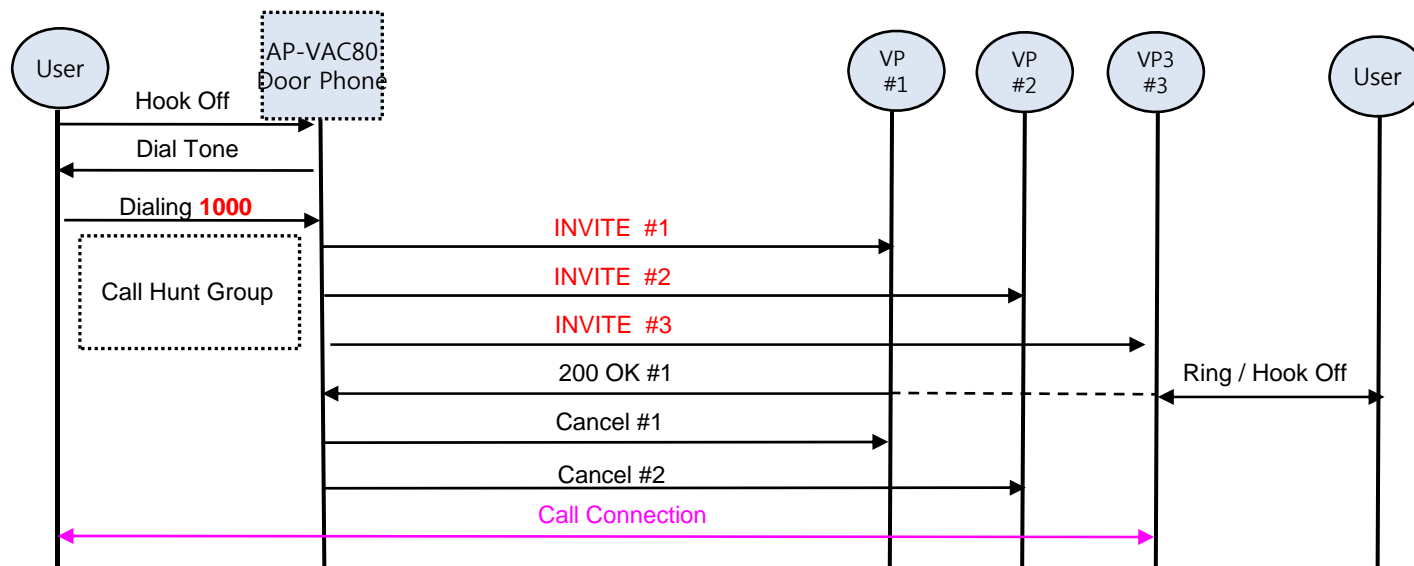 User
AP-VAC80
Door Phone
VP
#1
VP
#2
VP3
#3
User
Hook Off
Dial Tone
Dialing 1000
INVITE #1
Call Hunt Group
INVITE #2
INVITE #3
200 OK #1
Ring / Hook Off
Cancel #1
Cancel #2
Call Connection